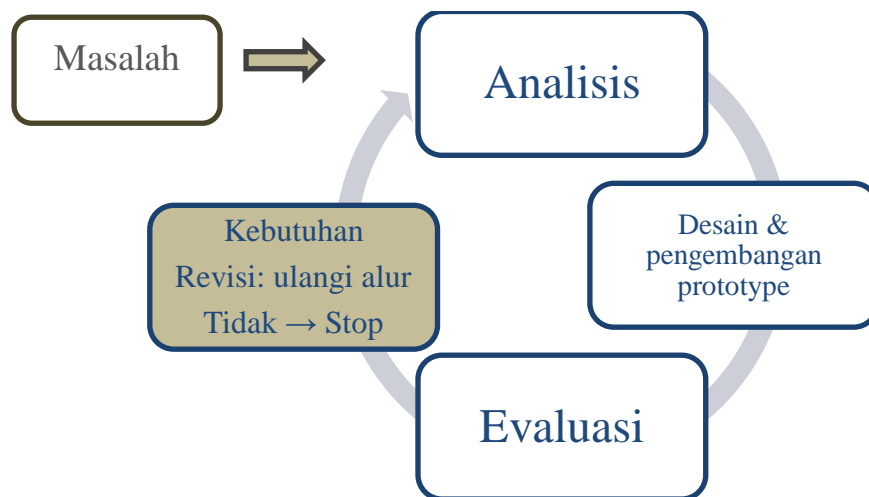 Masalah
Analisis
Desain &
pengembangan
prototype
Kebutuhan
Revisi: ulangi alur
Tidak → Stop
Evaluasi